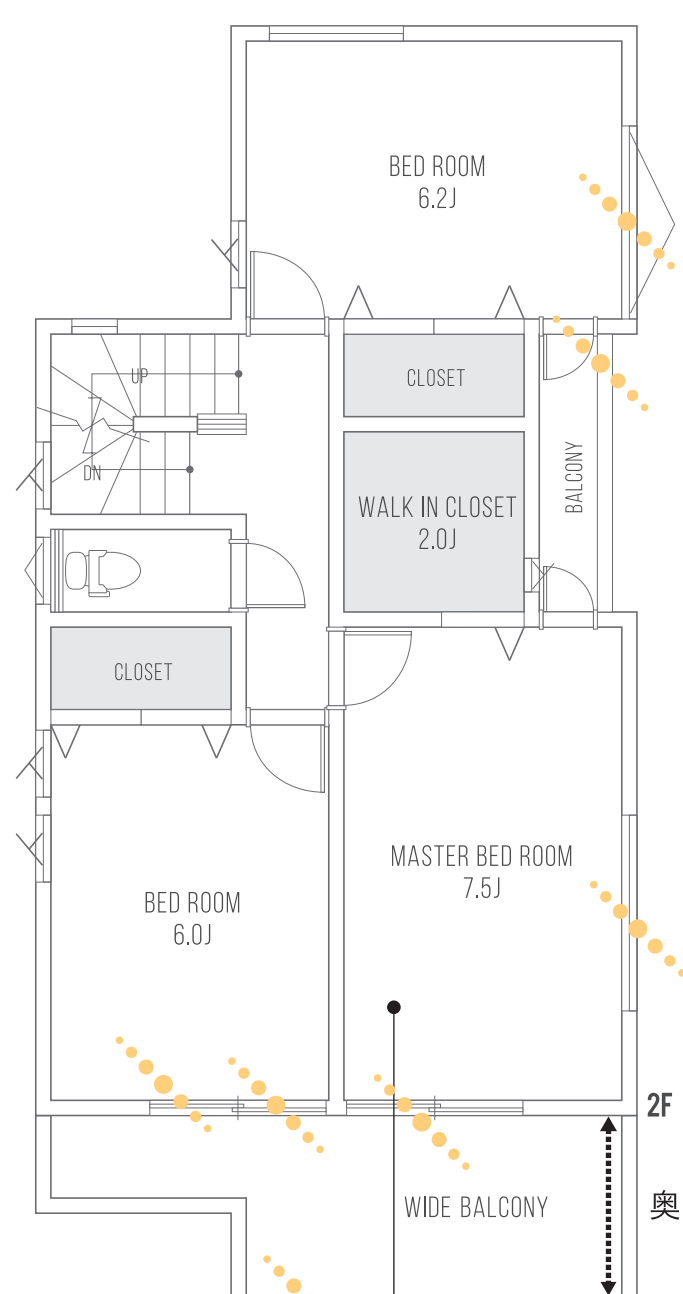 BED ROOM
6.2J
UP
CLOSET
DN
WALK IN CLOSET
2.0J
BALCONY
CLOSET
MASTER BED ROOM
7.5J
BED ROOM
6.0J
2F
WIDE BALCONY
奥